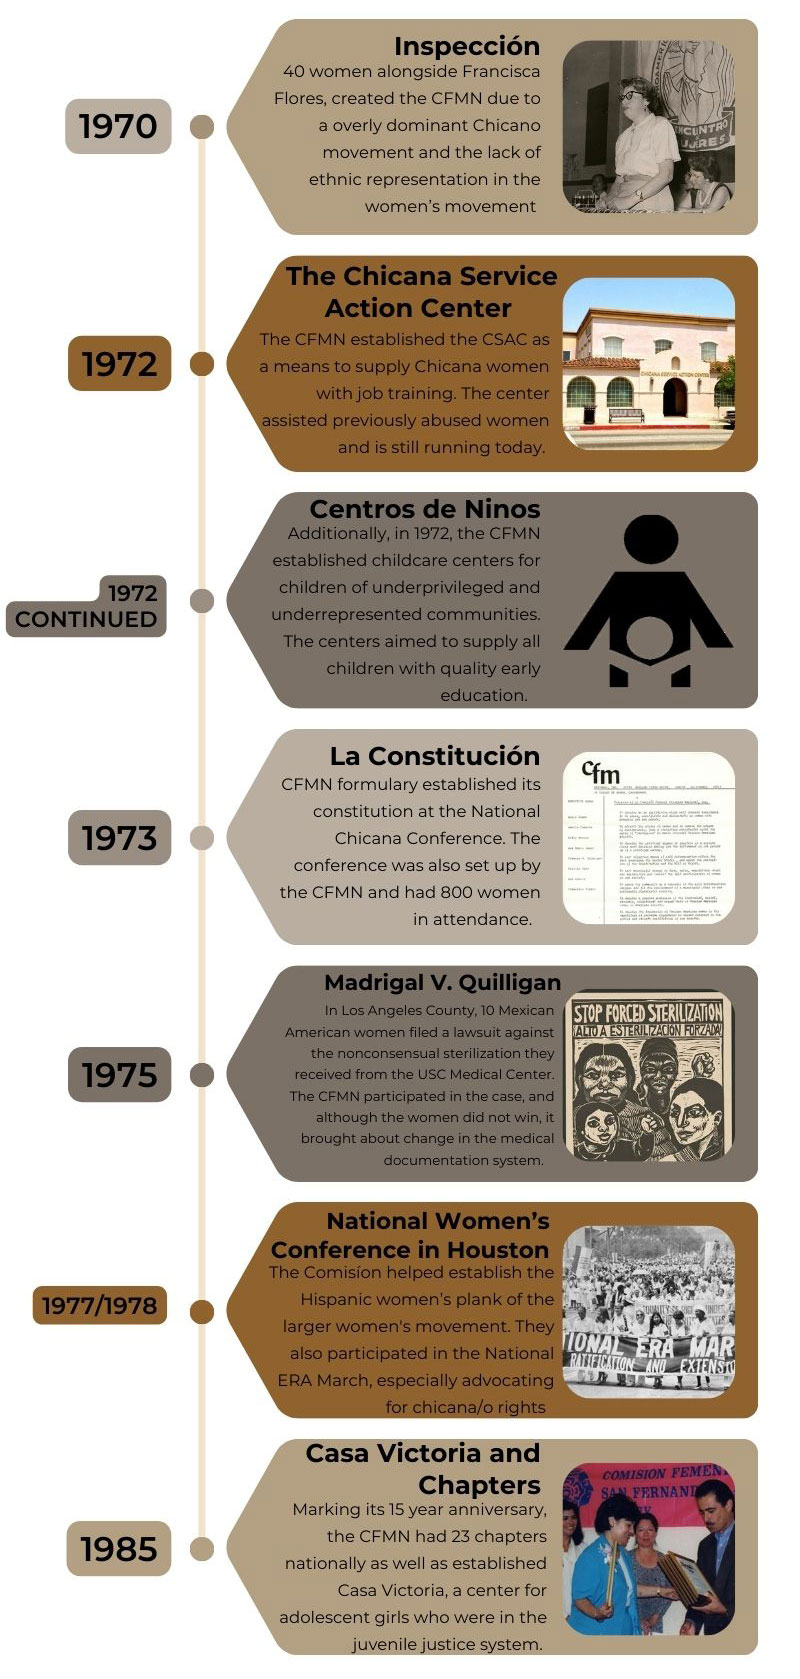 Inspección
40 women alongside Francisca
Flores, created the CFMN due to
a overly dominant Chicano
movement and the lack of
ethnic representation in the
women's movement
1970
ENCUENTRO
The Chicana Service
Action Center
The CFMN established the CSAC as
a means to supply Chicana women
with job training. The center
assisted previously abused women
and is still running today.
1972
CHICANA SERVICE ACTION CENTER
Centros de Ninos
Additionally, in 1972, the CFMN
established childcare centers for
children of underprivileged and
underrepresented communities.
The centers aimed to supply all
children with quality early
education.
1972
CONTINUED
La Constitución
CFMN formulary established its
constitution at the National
Chicana Conference. The
conference was also set up by
the CFMN and had 800 women
in attendance.
1973
cfm
Madrigal V. Quilligan
In Los Angeles County, 10 Mexican
American women filed a lawsuit against
the nonconsensual sterilization they
received from the USC Medical Center.
The CFMN participated in the case, and
although the women did not win, it
brought about change in the medical
documentation system.
1975
STOP FORCED STERILIZATION
¡ALTO A ESTERILIZACION FORZADA!
National Women's
Conference in Houston
The Comisíon helped establish the
Hispanic women's plank of the
larger women's movement. They
also participated in the National
ERA March, especially advocating
for chicana/o rights
1977/1978
IONAL ERA MAR
RATIFICATION AND EXTENSIO
Casa Victoria and
Chapters
Marking its 15 year anniversary,
the CFMN had 23 chapters
nationally as well as established
Casa Victoria, a center for
adolescent girls who were in the
juvenile justice system.
1985
COMISION FEMEN
SAN FERNAND